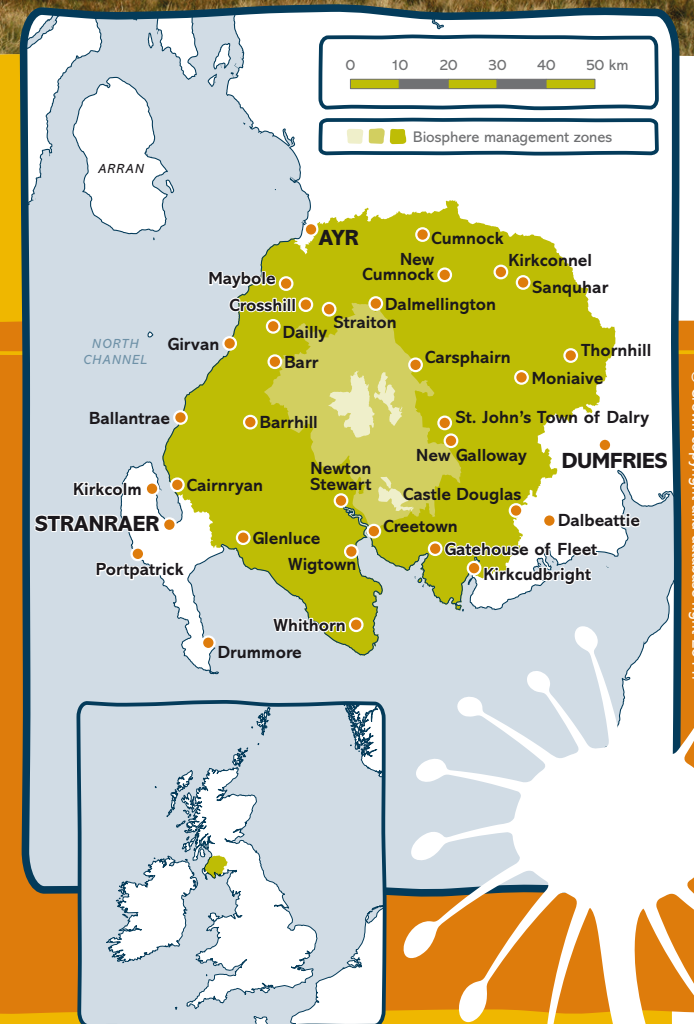 0 10 20 30 40 50 km
Biosphere management zones
ARRAN
AYR
Cumnock
New
Cumnock
Kirkconnel
Sanquhar
Maybole
Crosshill
Dalmellington
Straiton
Dailly
NORTH
CHANNEL
Girvan
Barr
Carsphairn
Thornhill
Moniaive
Ballantrae
Barrhill
St. John's Town of Dalry
New Galloway
DUMFRIES
Newton
Stewart
Kirkcolm
Cairnryan
Castle Douglas
STRANRAER
Dalbeattie
Creetown
Glenluce
Gatehouse of Fleet
Wigtown
Portpatrick
Kirkcudbright
Whithorn
Drummore